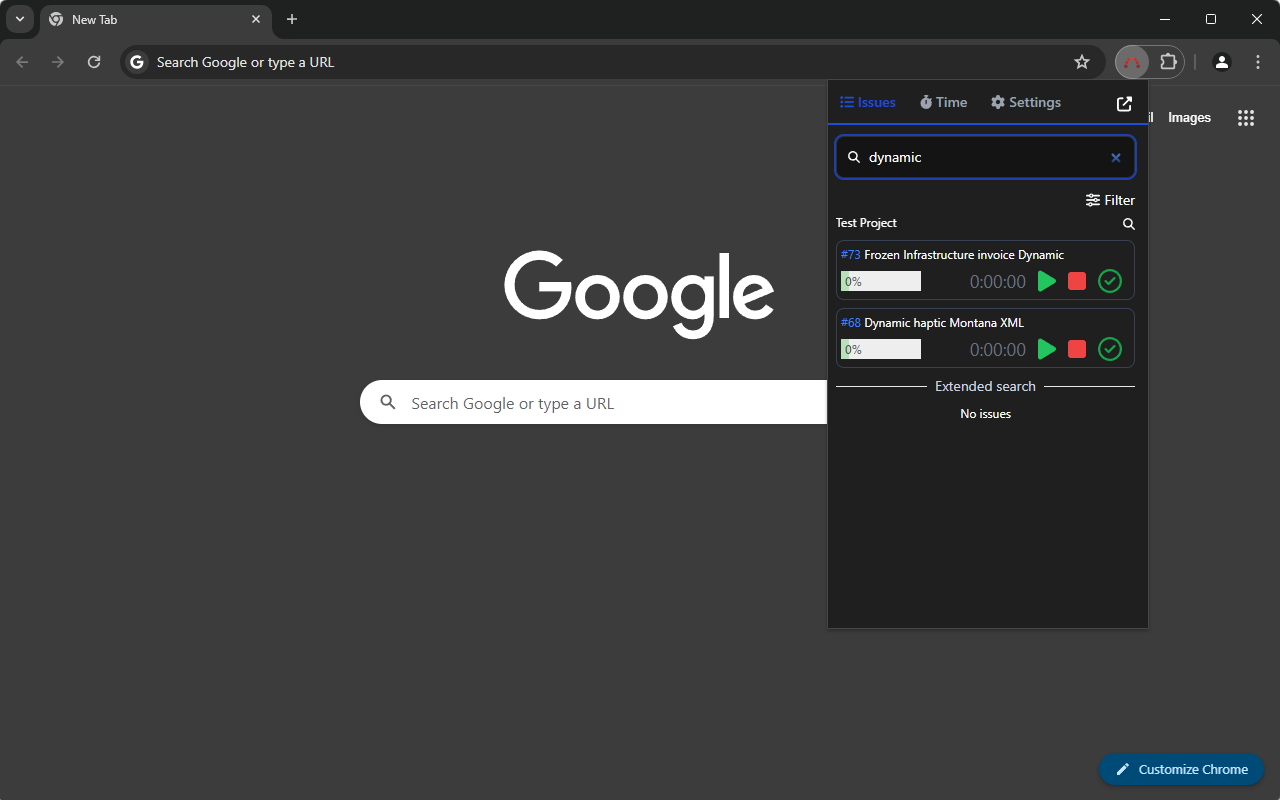 New Tab
Search Google or type a URL
Issues Time Settings
Images
dynamic
Filter
Test Project
#73 Frozen Infrastructure invoice Dynamic
0% 0:00:00
#68 Dynamic haptic Montana XML
0% 0:00:00
Extended search
No issues
Google
Search Google or type a URL
Customize Chrome